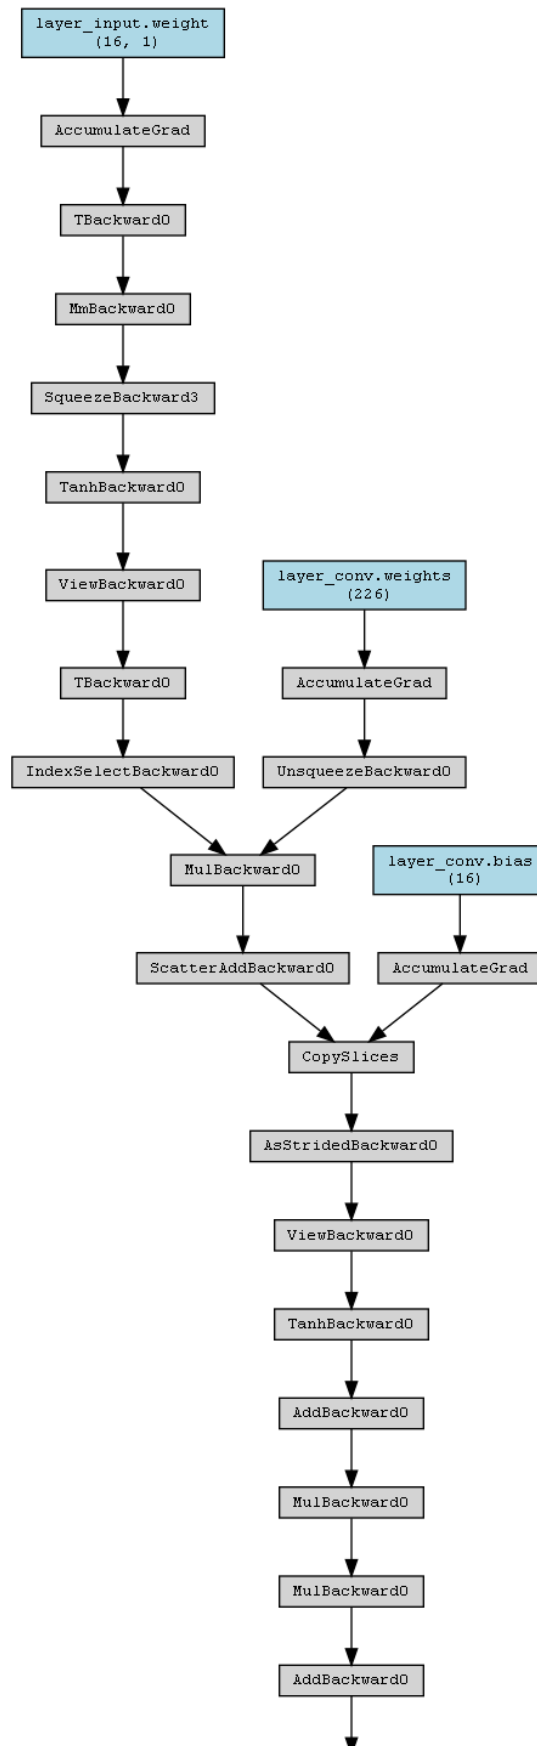 layer_input.weight
(16, 1)
AccumulateGrad
TBackward0
MmBackward0
SqueezeBackward3
TanhBackward0
ViewBackward0
layer_conv.weights
(226)
TBackward0
AccumulateGrad
IndexSelectBackward0
UnsqueezeBackward0
MulBackward0
layer_conv.bias
(16)
ScatterAddBackward0
AccumulateGrad
CopySlices
AsStridedBackward0
ViewBackward0
TanhBackward0
AddBackward0
MulBackward0
MulBackward0
AddBackward0